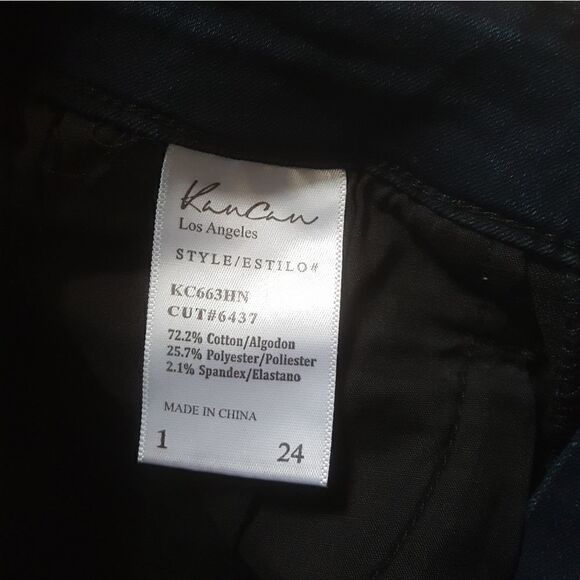 KanCan
Los Angeles
STYLE/ESTILO#
KC663HN
CUT#6437
72.2% Cotton/Algodon
25.7% Polyester/Poliester
2.1% Spandex/Elastano
MADE IN CHINA
1 24